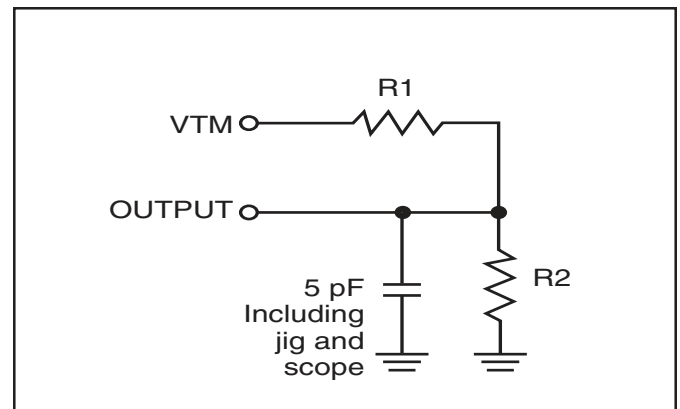 R1
VTM
OUTPUT
R2
5 pF
Including
jig and
scope